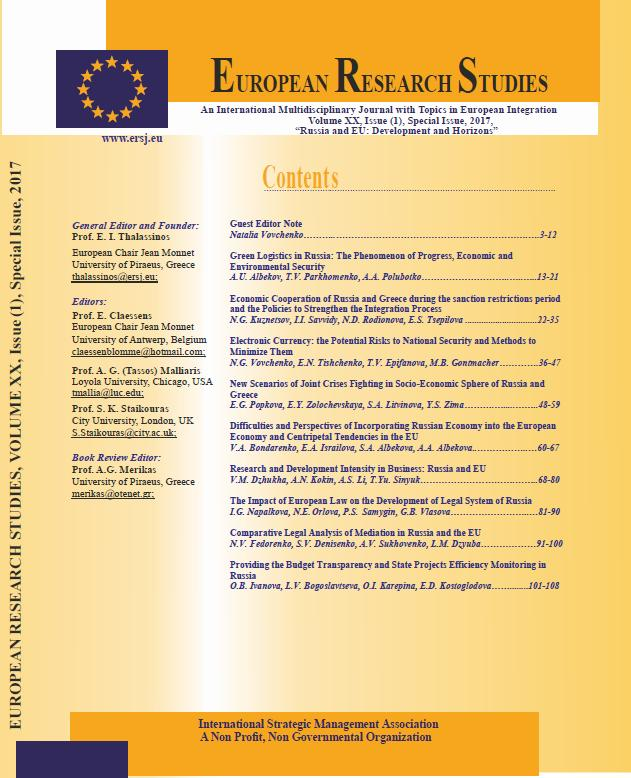 EUROPEAN RESEARCH STUDIES
An International Multidisciplinary Journal with Topics in European Integration
Volume XX, Issue (1), Special Issue, 2017,
“Russia and EU: Development and Horizons”
www.ersj.eu
EUROPEAN RESEARCH STUDIES, VOLUME XX, Issue (1), Special Issue, 2017
Contents
General Editor and Founder:
Prof. E. I. Thalassinos
European Chair Jean Monnet
University of Piraeus, Greece
thalassinos@ersj.eu;
Editors:
Prof. E. Claessens
European Chair Jean Monnet
University of Antwerp, Belgium
claessenblomme@hotmail.com;
Prof. A. G. (Tassos) Malliaris
Loyola University, Chicago, USA
tmallia@luc.edu;
Prof. S. K. Staikouras
City University, London, UK
S.Staikouras@city.ac.uk;
Book Review Editor:
Prof. A.G. Merikas
University of Piraeus, Greece
merikas@otenet.gr;
Guest Editor Note
Natalia Vovchenko……………………………………………………………3-12
Green Logistics in Russia: The Phenomenon of Progress, Economic and
Environmental Security
A.U. Albekov, T.V. Parkhomenko, A.A. Polubotko……………………………13-21
Economic Cooperation of Russia and Greece during the sanction restrictions period
and the Policies to Strengthen the Integration Process
N.G. Kuznetsov, I.I. Savvidy, N.D. Rodionova, E.S. Tsepilova ..........................22-35
Electronic Currency: the Potential Risks to National Security and Methods to
Minimize Them
N.G. Vovchenko, E.N. Tishchenko, T.V. Epifanova, M.B. Gontmacher …………36-47
New Scenarios of Joint Crises Fighting in Socio-Economic Sphere of Russia and
Greece
E.G. Popkova, E.Y. Zolochevskaya, S.A. Litvinova, Y.S. Zima…………...………48-59
Difficulties and Perspectives of Incorporating Russian Economy into the European
Economy and Centripetal Tendencies in the EU
V.A. Bondarenko, E.A. Israilova, S.A. Albekova, A.A. Albekova...……………60-67
Research and Development Intensity in Business: Russia and EU
V.M. Dzhukha, A.N. Kokin, A.S. Li, T.Yu. Sinyuk……………………………68-80
The Impact of European Law on the Development of Legal System of Russia
I.G. Napalkova, N.E. Orlova, P.S. Samygin, G.B. Vlasova……………………81-90
Comparative Legal Analysis of Mediation in Russia and the EU
N.V. Fedorenko, S.V. Denisenko, A.V. Sukhovenko, L.M. Dzyuba………………91-100
Providing the Budget Transparency and State Projects Efficiency Monitoring in
Russia
O.B. Ivanova, L.V. Bogoslavtseva, O.I. Karepina, E.D. Kostoglodova……........101-108
International Strategic Management Association
A Non Profit, Non Governmental Organization